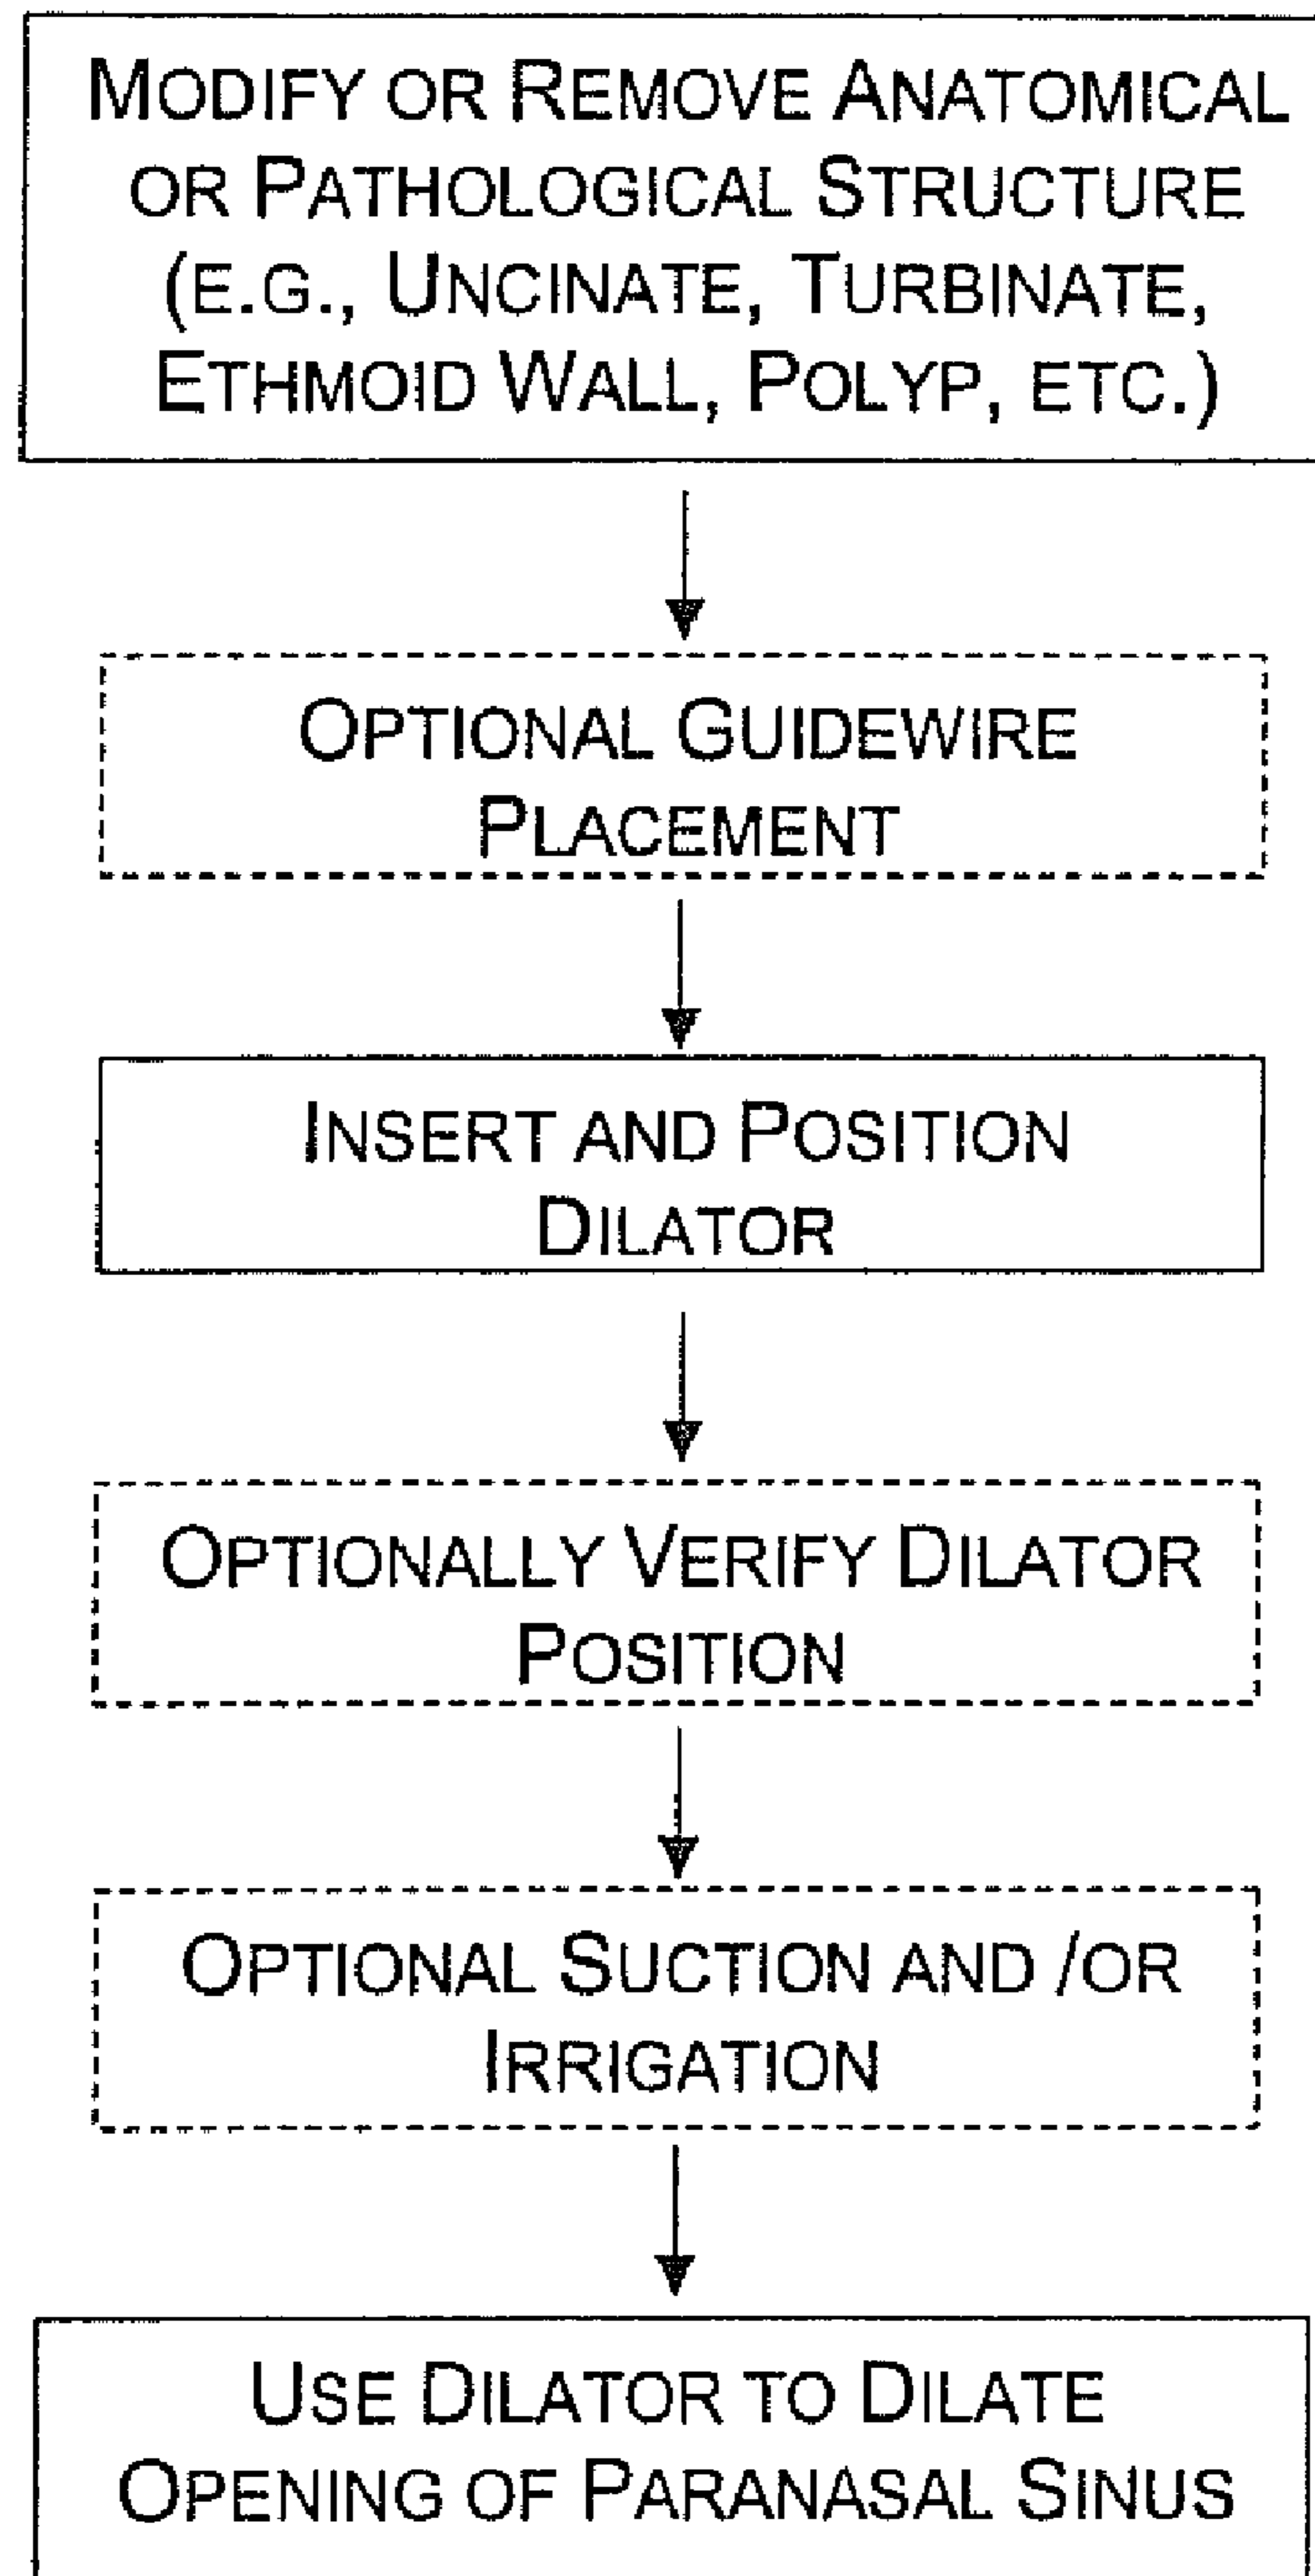 MODIFY OR REMOVE ANATOMICAL
OR PATHOLOGICAL STRUCTURE
(E.G., UNCINATE, TURBINATE,
ETHMOID WALL, POLYP, ETC.)
OPTIONAL GUIDEWIRE
PLACEMENT
INSERT AND POSITION
DILATOR
OPTIONALLY VERIFY DILATOR
POSITION
OPTIONAL SUCTION AND /OR
IRRIGATION
USE DILATOR TO DILATE
OPENING OF PARANASAL SINUS